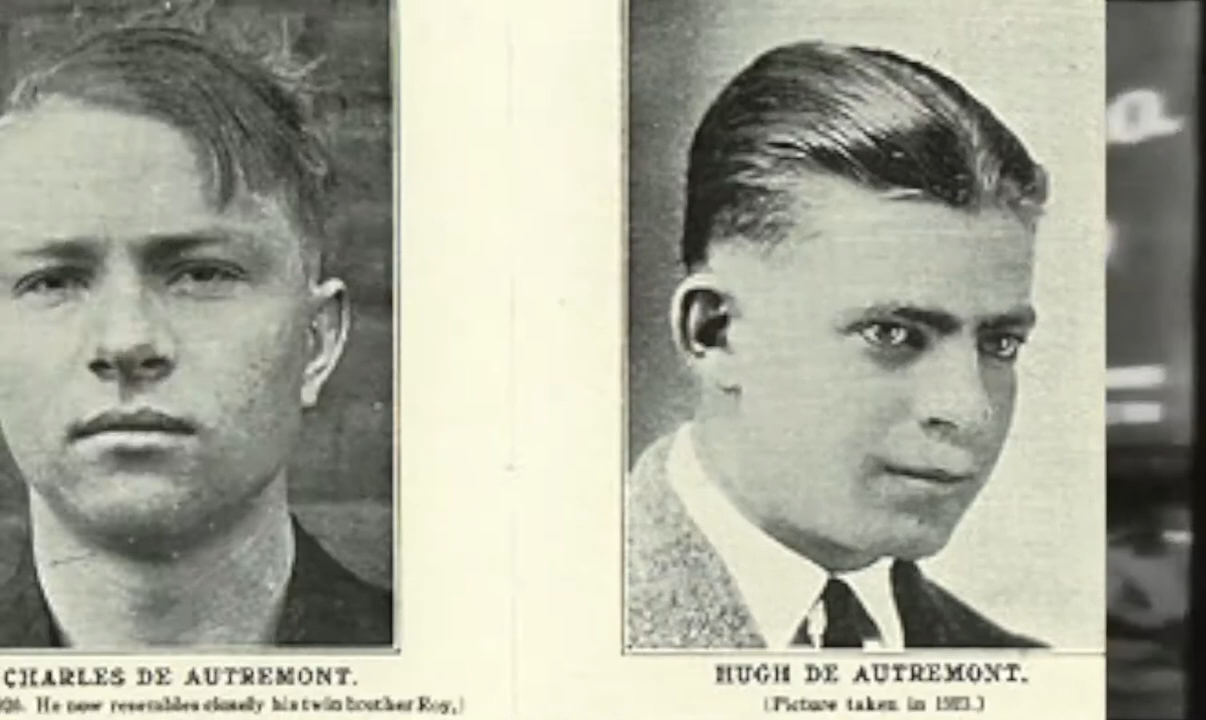 CHARLES DE AUTREMONT.
He now resembles closely his twin brother Roy.)
HUGH DE AUTREMONT.
(Picture taken in 1923.)